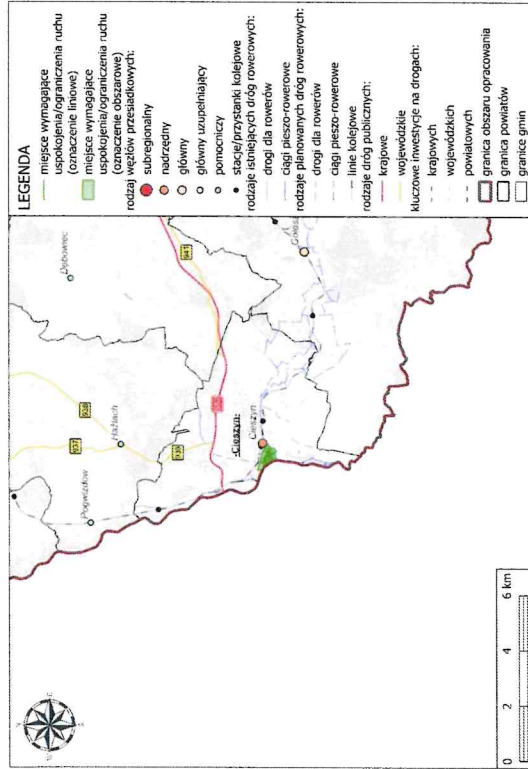 LEGENDA
miejsce wymagające
uspokojenia/ograniczenia ruchu
(oznaczenie liniowe)
miejsce wymagające
uspokojenia/ograniczenia ruchu
(oznaczenie obszarowe)
rodzaj węzłów przesiadkowych:
subregionalny
nadrzędny
główny
główny uzupełniający
pomocniczy
stacje/przystanki kolejowe
rodzaje istniejących dróg rowerowych:
drogi dla rowerów
ciągi pieszo-rowerowe
rodzaje planowanych dróg rowerowych:
drogi dla rowerów
ciągi pieszo-rowerowe
linie kolejowe
rodzaje dróg publicznych:
krajowe
wojewódzkie
kluczowe inwestycje na drogach:
krajowych
wojewódzkich
powiatowych
granica obszaru opracowania
granica powiatów
granice gmin
Dębowiec
941
938
937
Hażlach
938
Pogwizdów
Cieszyn
Cieszyn
0 2 4 6 km